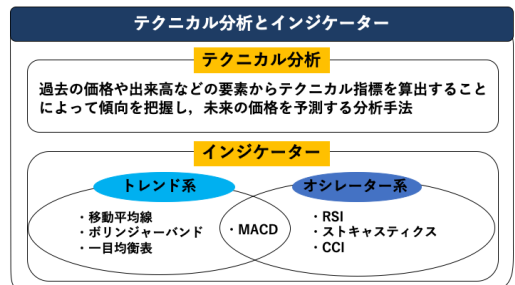 テクニカル分析とインジケーター
テクニカル分析
過去の価格や出来高などの要素からテクニカル指標を算出すること
によって傾向を把握し，未来の価格を予測する分析手法
インジケーター
トレンド系
・移動平均線
・ボリンジャーバンド
・一目均衡表
・MACD
オシレーター系
・RSI
・ストキャスティクス
・CCI